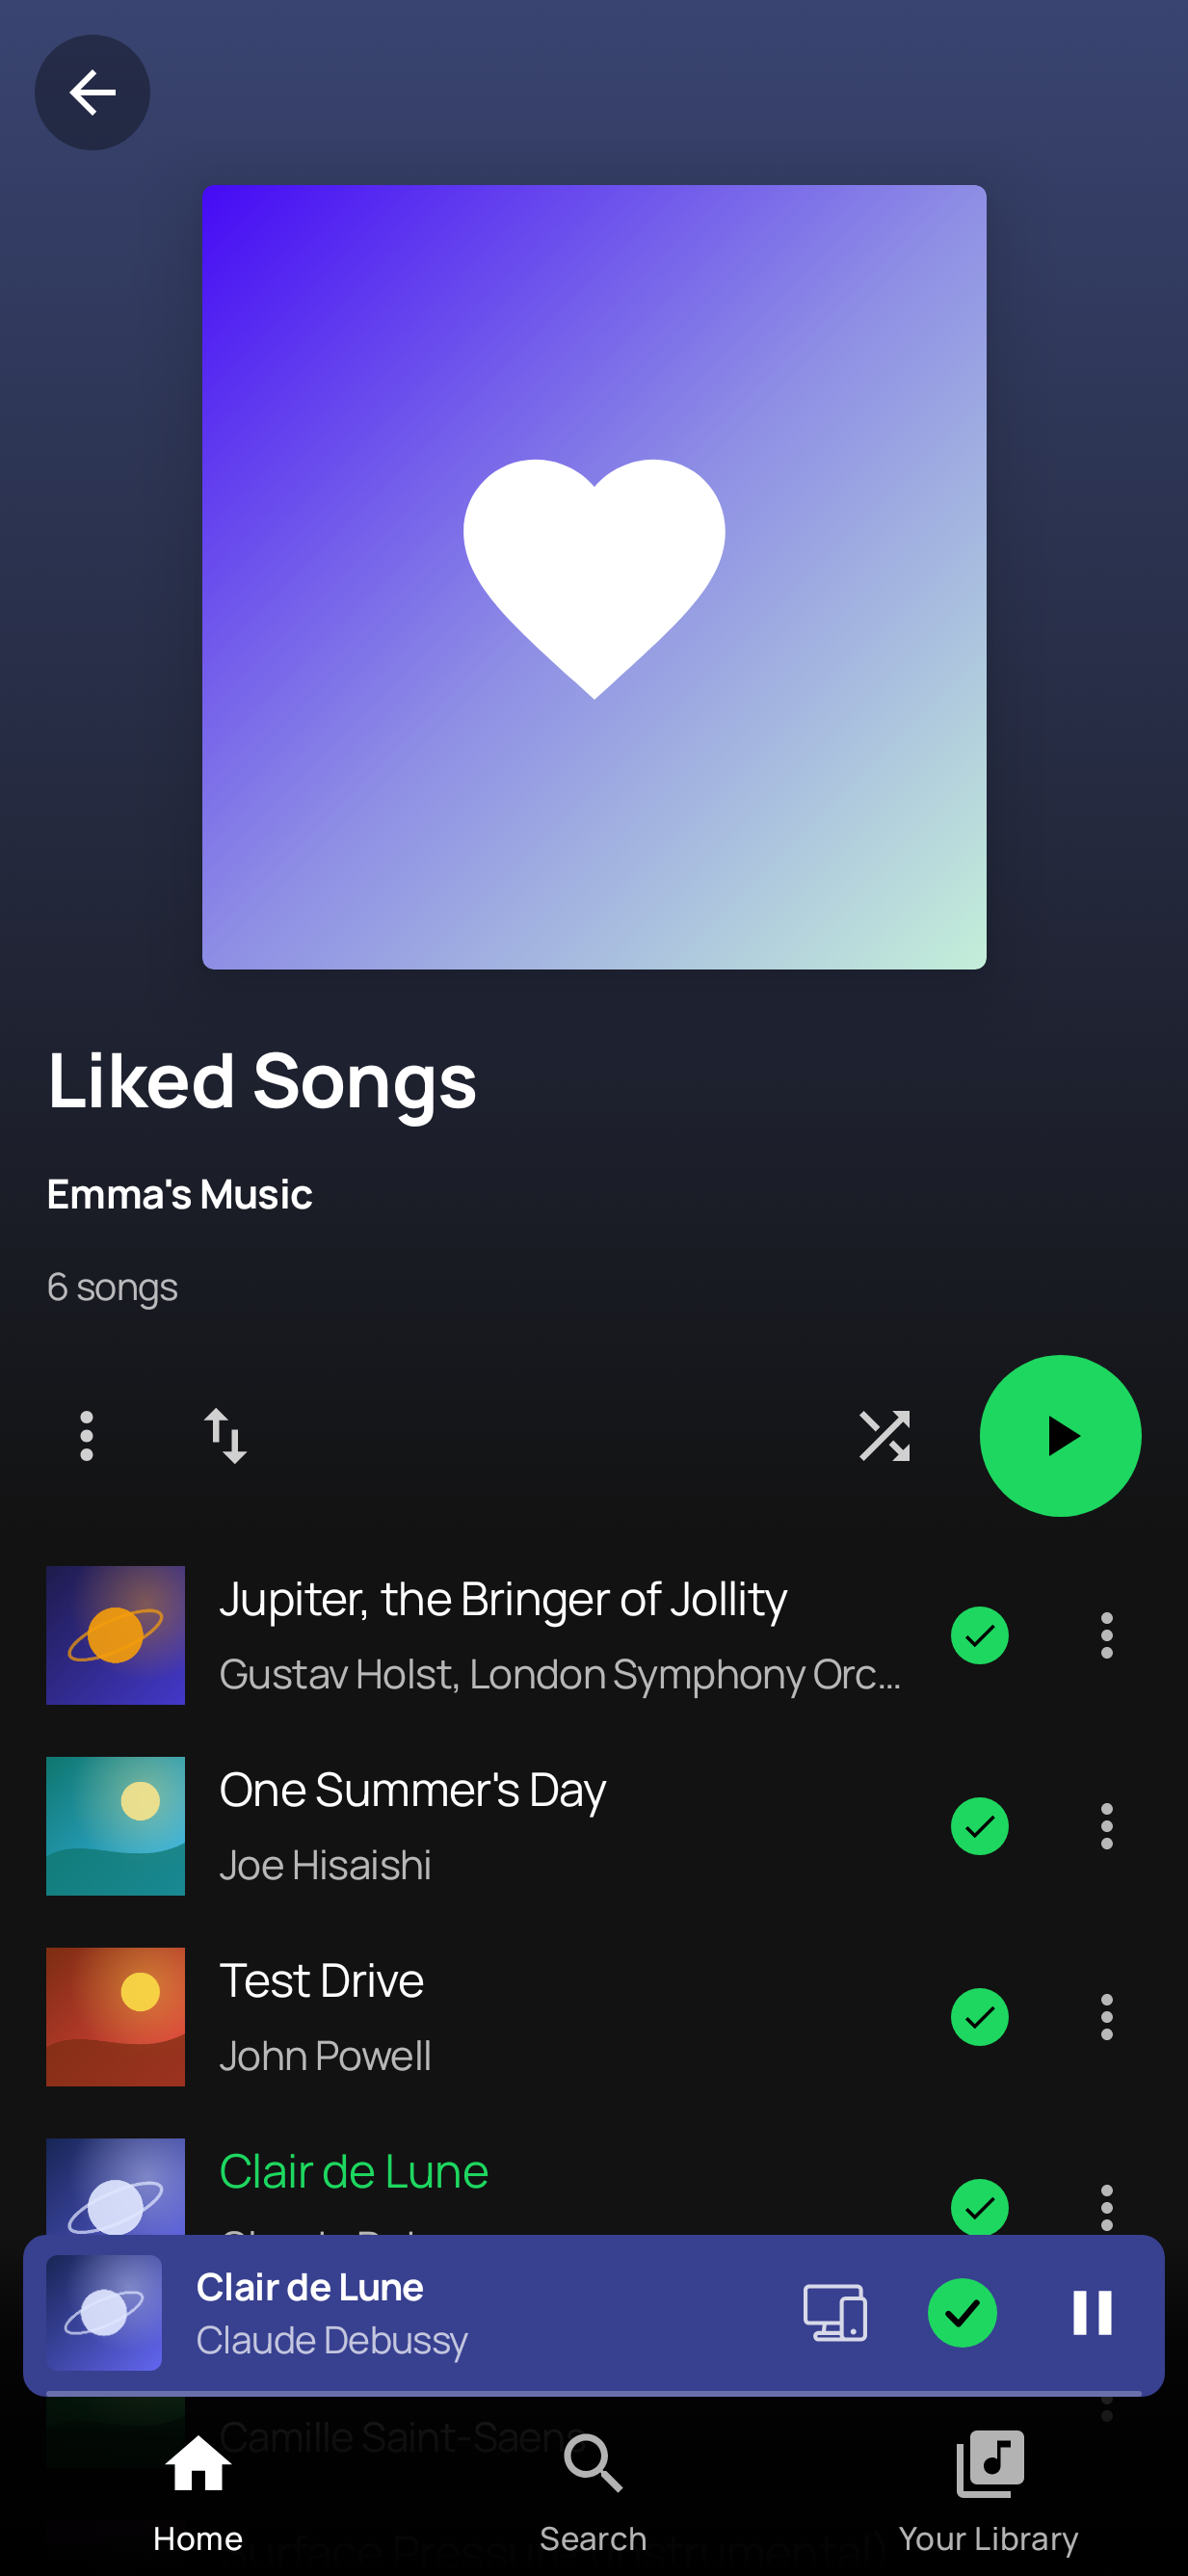 Liked Songs
Emma's Music
6 songs
Jupiter, the Bringer of Jollity
Gustav Holst, London Symphony Orc...
One Summer's Day
Joe Hisaishi
Test Drive
John Powell
Clair de Lune
Clair de Lune
Claude Debussy
Camille Saint-Saens
Home
Search
Your Library